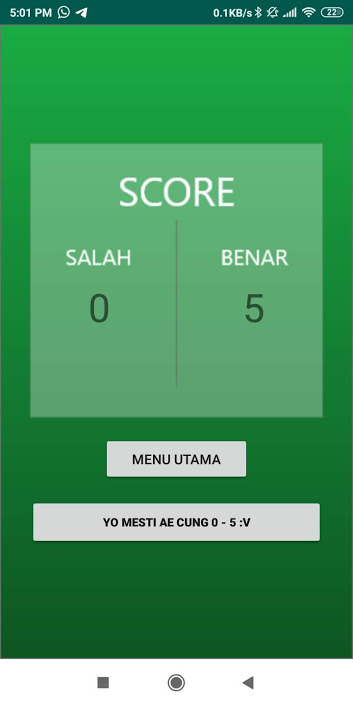 5:01 PM 0.1KB/s 22
SCORE
SALAH BENAR
0 5
MENU UTAMA
YO MESTI AE CUNG 0 - 5 :V